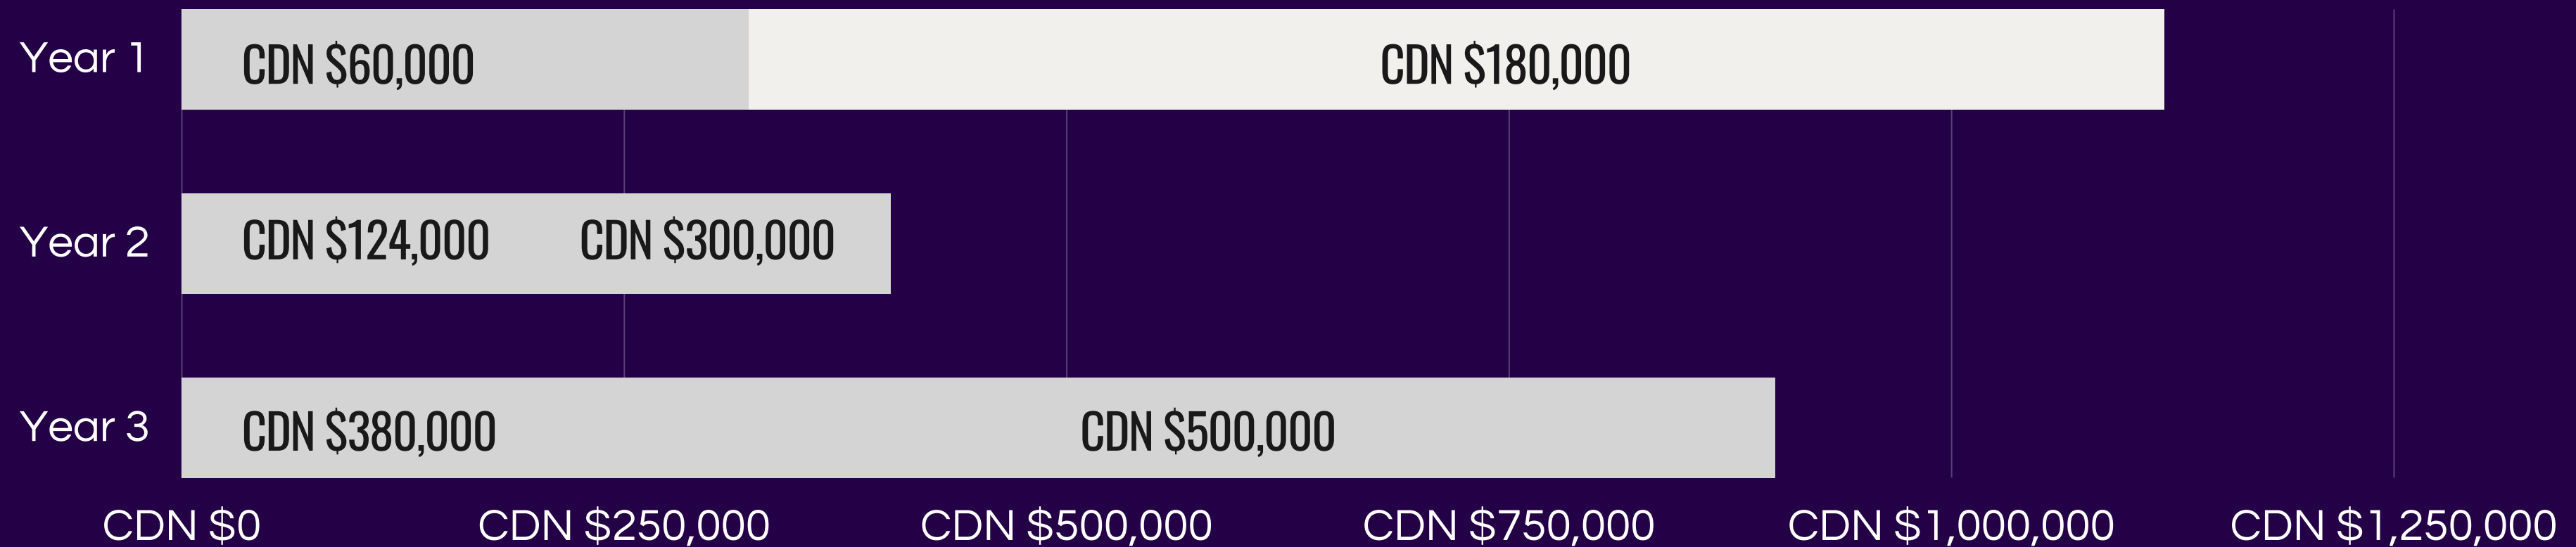 Year 1 CDN $60,000 CDN $180,000
Year 2 CDN $124,000 CDN $300,000
Year 3 CDN $380,000 CDN $500,000
CDN $0 CDN $250,000 CDN $500,000 CDN $750,000 CDN $1,000,000 CDN $1,250,000